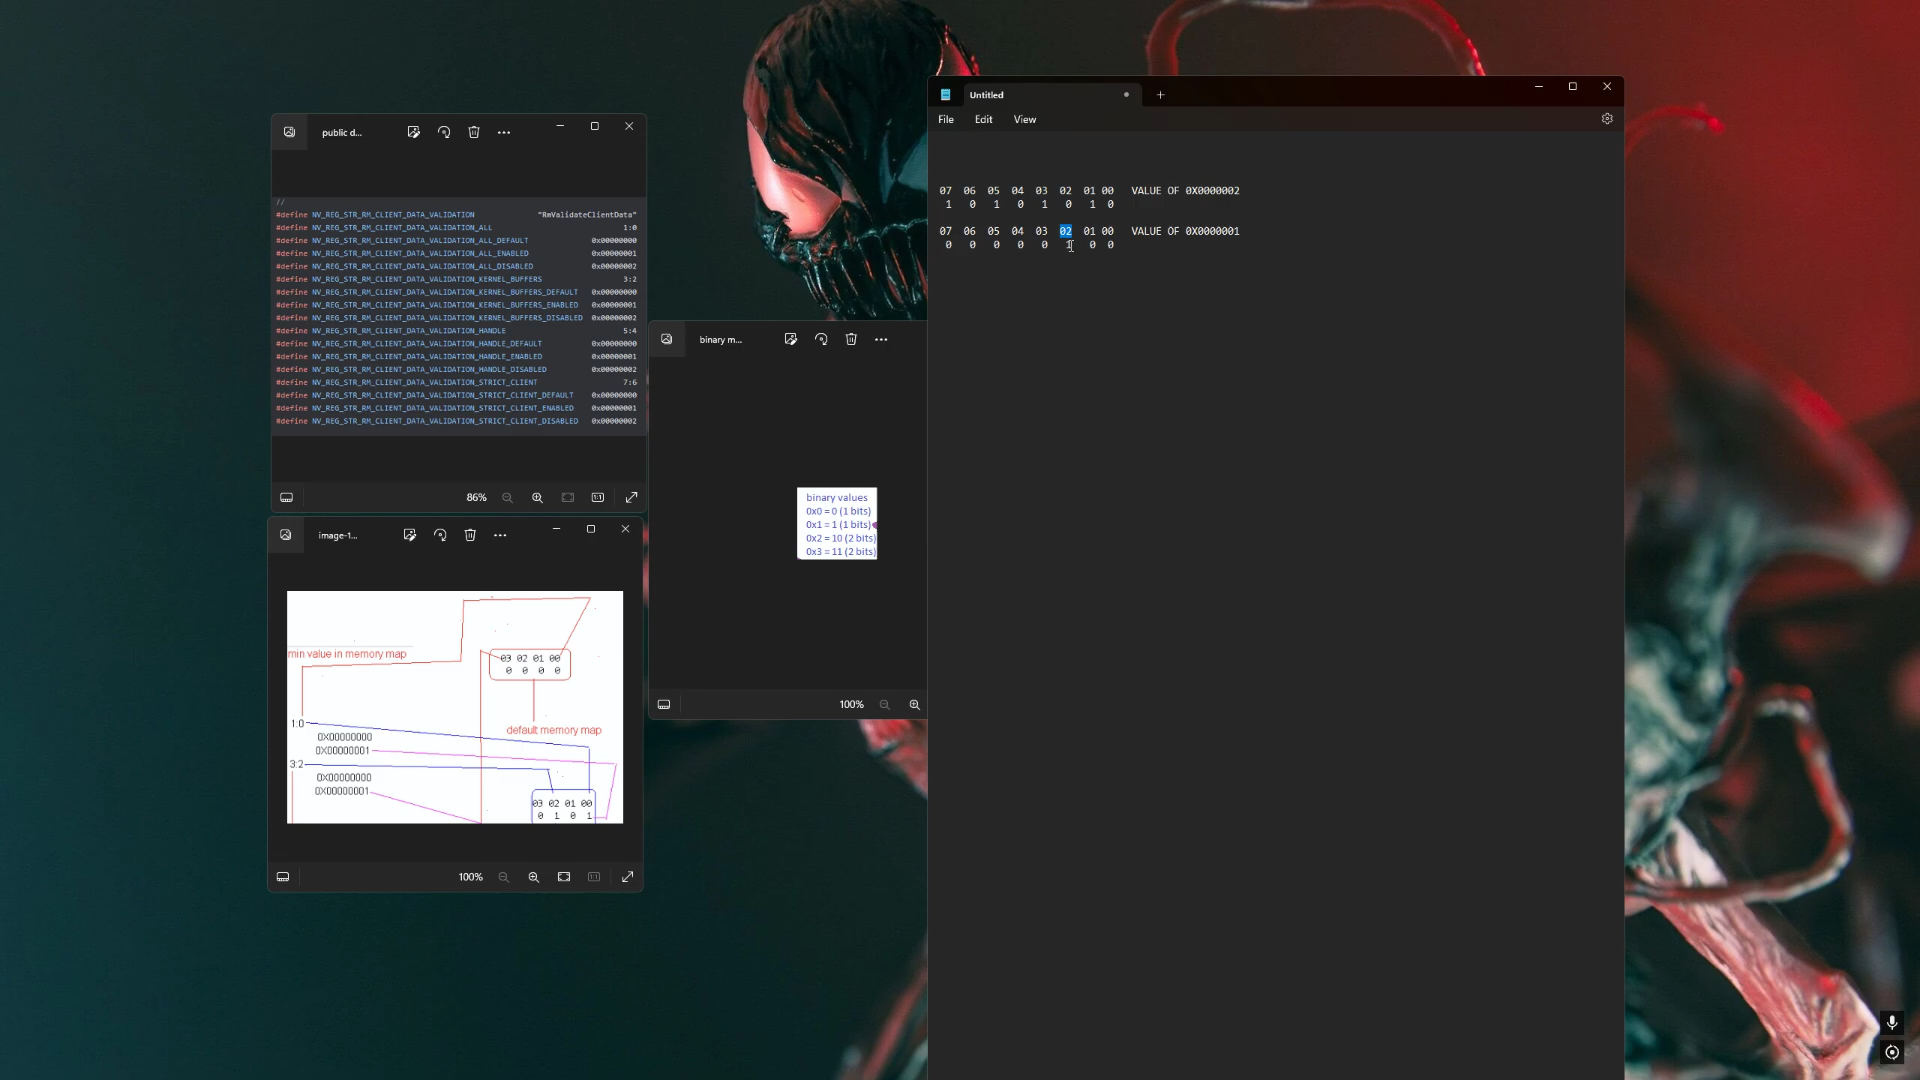 public d...
//
#define NV_REG_STR_RM_CLIENT_DATA_VALIDATION "RmValidateClientData"
#define NV_REG_STR_RM_CLIENT_DATA_VALIDATION_ALL 1:0
#define NV_REG_STR_RM_CLIENT_DATA_VALIDATION_ALL_DEFAULT 0x00000000
#define NV_REG_STR_RM_CLIENT_DATA_VALIDATION_ALL_ENABLED 0x00000001
#define NV_REG_STR_RM_CLIENT_DATA_VALIDATION_ALL_DISABLED 0x00000002
#define NV_REG_STR_RM_CLIENT_DATA_VALIDATION_KERNEL_BUFFERS 3:2
#define NV_REG_STR_RM_CLIENT_DATA_VALIDATION_KERNEL_BUFFERS_DEFAULT 0x00000000
#define NV_REG_STR_RM_CLIENT_DATA_VALIDATION_KERNEL_BUFFERS_ENABLED 0x00000001
#define NV_REG_STR_RM_CLIENT_DATA_VALIDATION_KERNEL_BUFFERS_DISABLED 0x00000002
#define NV_REG_STR_RM_CLIENT_DATA_VALIDATION_HANDLE 5:4
#define NV_REG_STR_RM_CLIENT_DATA_VALIDATION_HANDLE_DEFAULT 0x00000000
#define NV_REG_STR_RM_CLIENT_DATA_VALIDATION_HANDLE_ENABLED 0x00000001
#define NV_REG_STR_RM_CLIENT_DATA_VALIDATION_HANDLE_DISABLED 0x00000002
#define NV_REG_STR_RM_CLIENT_DATA_VALIDATION_STRICT_CLIENT 7:6
#define NV_REG_STR_RM_CLIENT_DATA_VALIDATION_STRICT_CLIENT_DEFAULT 0x00000000
#define NV_REG_STR_RM_CLIENT_DATA_VALIDATION_STRICT_CLIENT_ENABLED 0x00000001
#define NV_REG_STR_RM_CLIENT_DATA_VALIDATION_STRICT_CLIENT_DISABLED 0x00000002
86%
image-1...
min value in memory map
03 02 01 00
0 0 0 0
default memory map
1:0
0X00000000
0X00000001
3:2
0X00000000
0X00000001
03 02 01 00
0 1 0 1
100%
binary m...
binary values
0x0 = 0 (1 bits)
0x1 = 1 (1 bits)
0x2 = 10 (2 bits)
0x3 = 11 (2 bits)
100%
Untitled
File Edit View
07 06 05 04 03 02 01 00 VALUE OF 0X0000002
1 0 1 0 1 0 1 0
07 06 05 04 03 02 01 00 VALUE OF 0X0000001
0 0 0 0 0 1 0 0